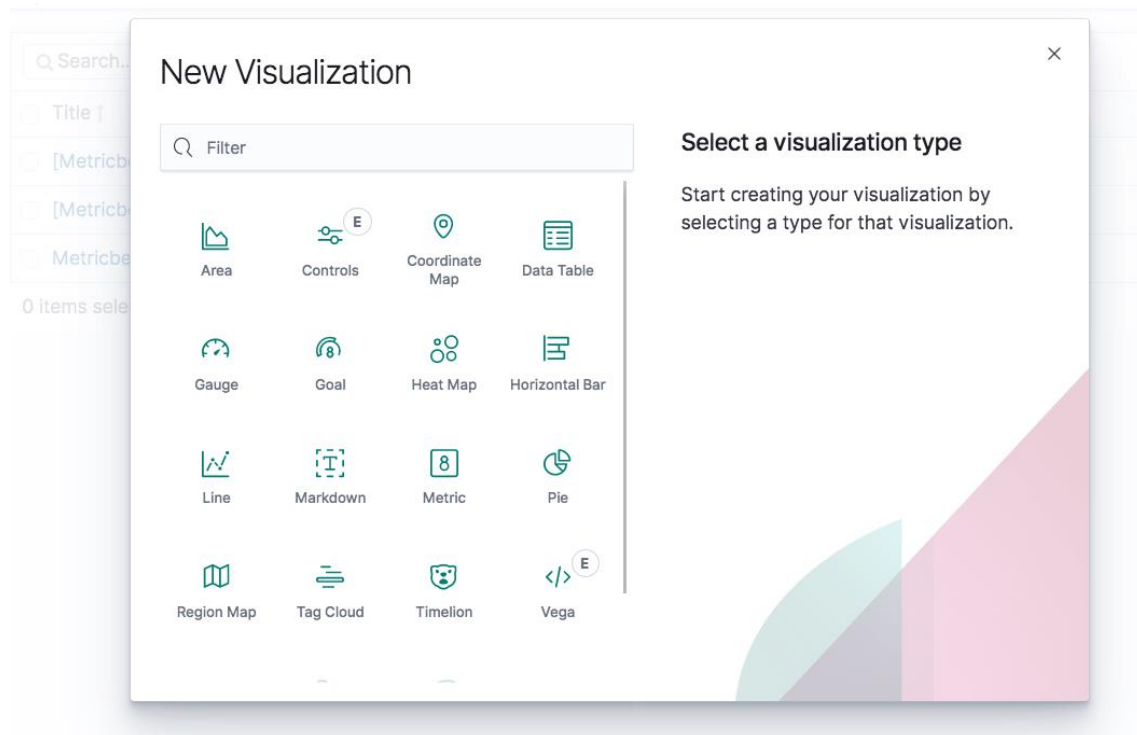 Search...
New Visualization
Title
Filter
Select a visualization type
[Metricb
Start creating your visualization by
selecting a type for that visualization.
[Metricb
Metricbe
0 items sele
E
Area
Controls
Coordinate
Map
Data Table
Gauge
Goal
8
Heat Map
Horizontal Bar
T
8
Line
Markdown
Metric
Pie
E
Region Map
Tag Cloud
Timelion
Vega